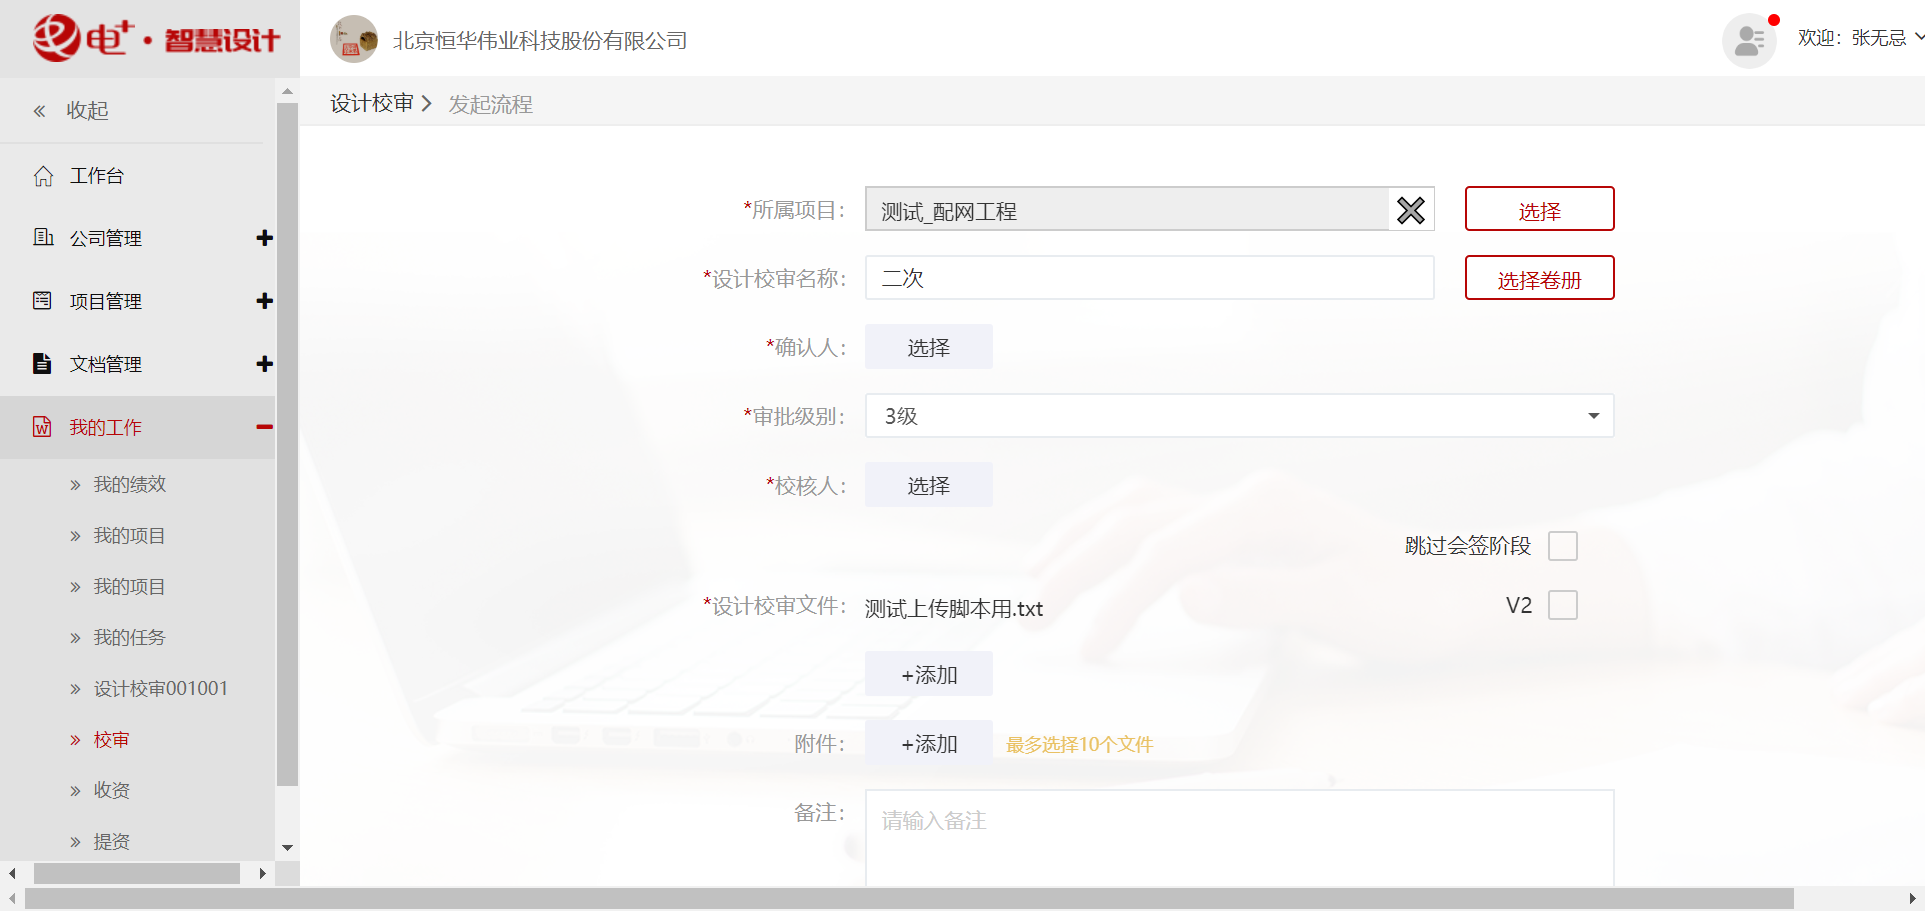 电+·智慧设计
北京恒华伟业科技股份有限公司
欢迎：张无忌
收起
设计校审
发起流程
工作台
公司管理
项目管理
文档管理
我的工作
我的绩效
我的项目
我的项目
我的任务
设计校审001001
校审
收资
提资
*所属项目：
测试_配网工程
选择
*设计校审名称：
二次
选择卷册
*确认人：
选择
*审批级别：
3级
*校核人：
选择
跳过会签阶段
*设计校审文件：
测试上传脚本用.txt
V2
+添加
附件：
+添加
最多选择10个文件
备注：
请输入备注